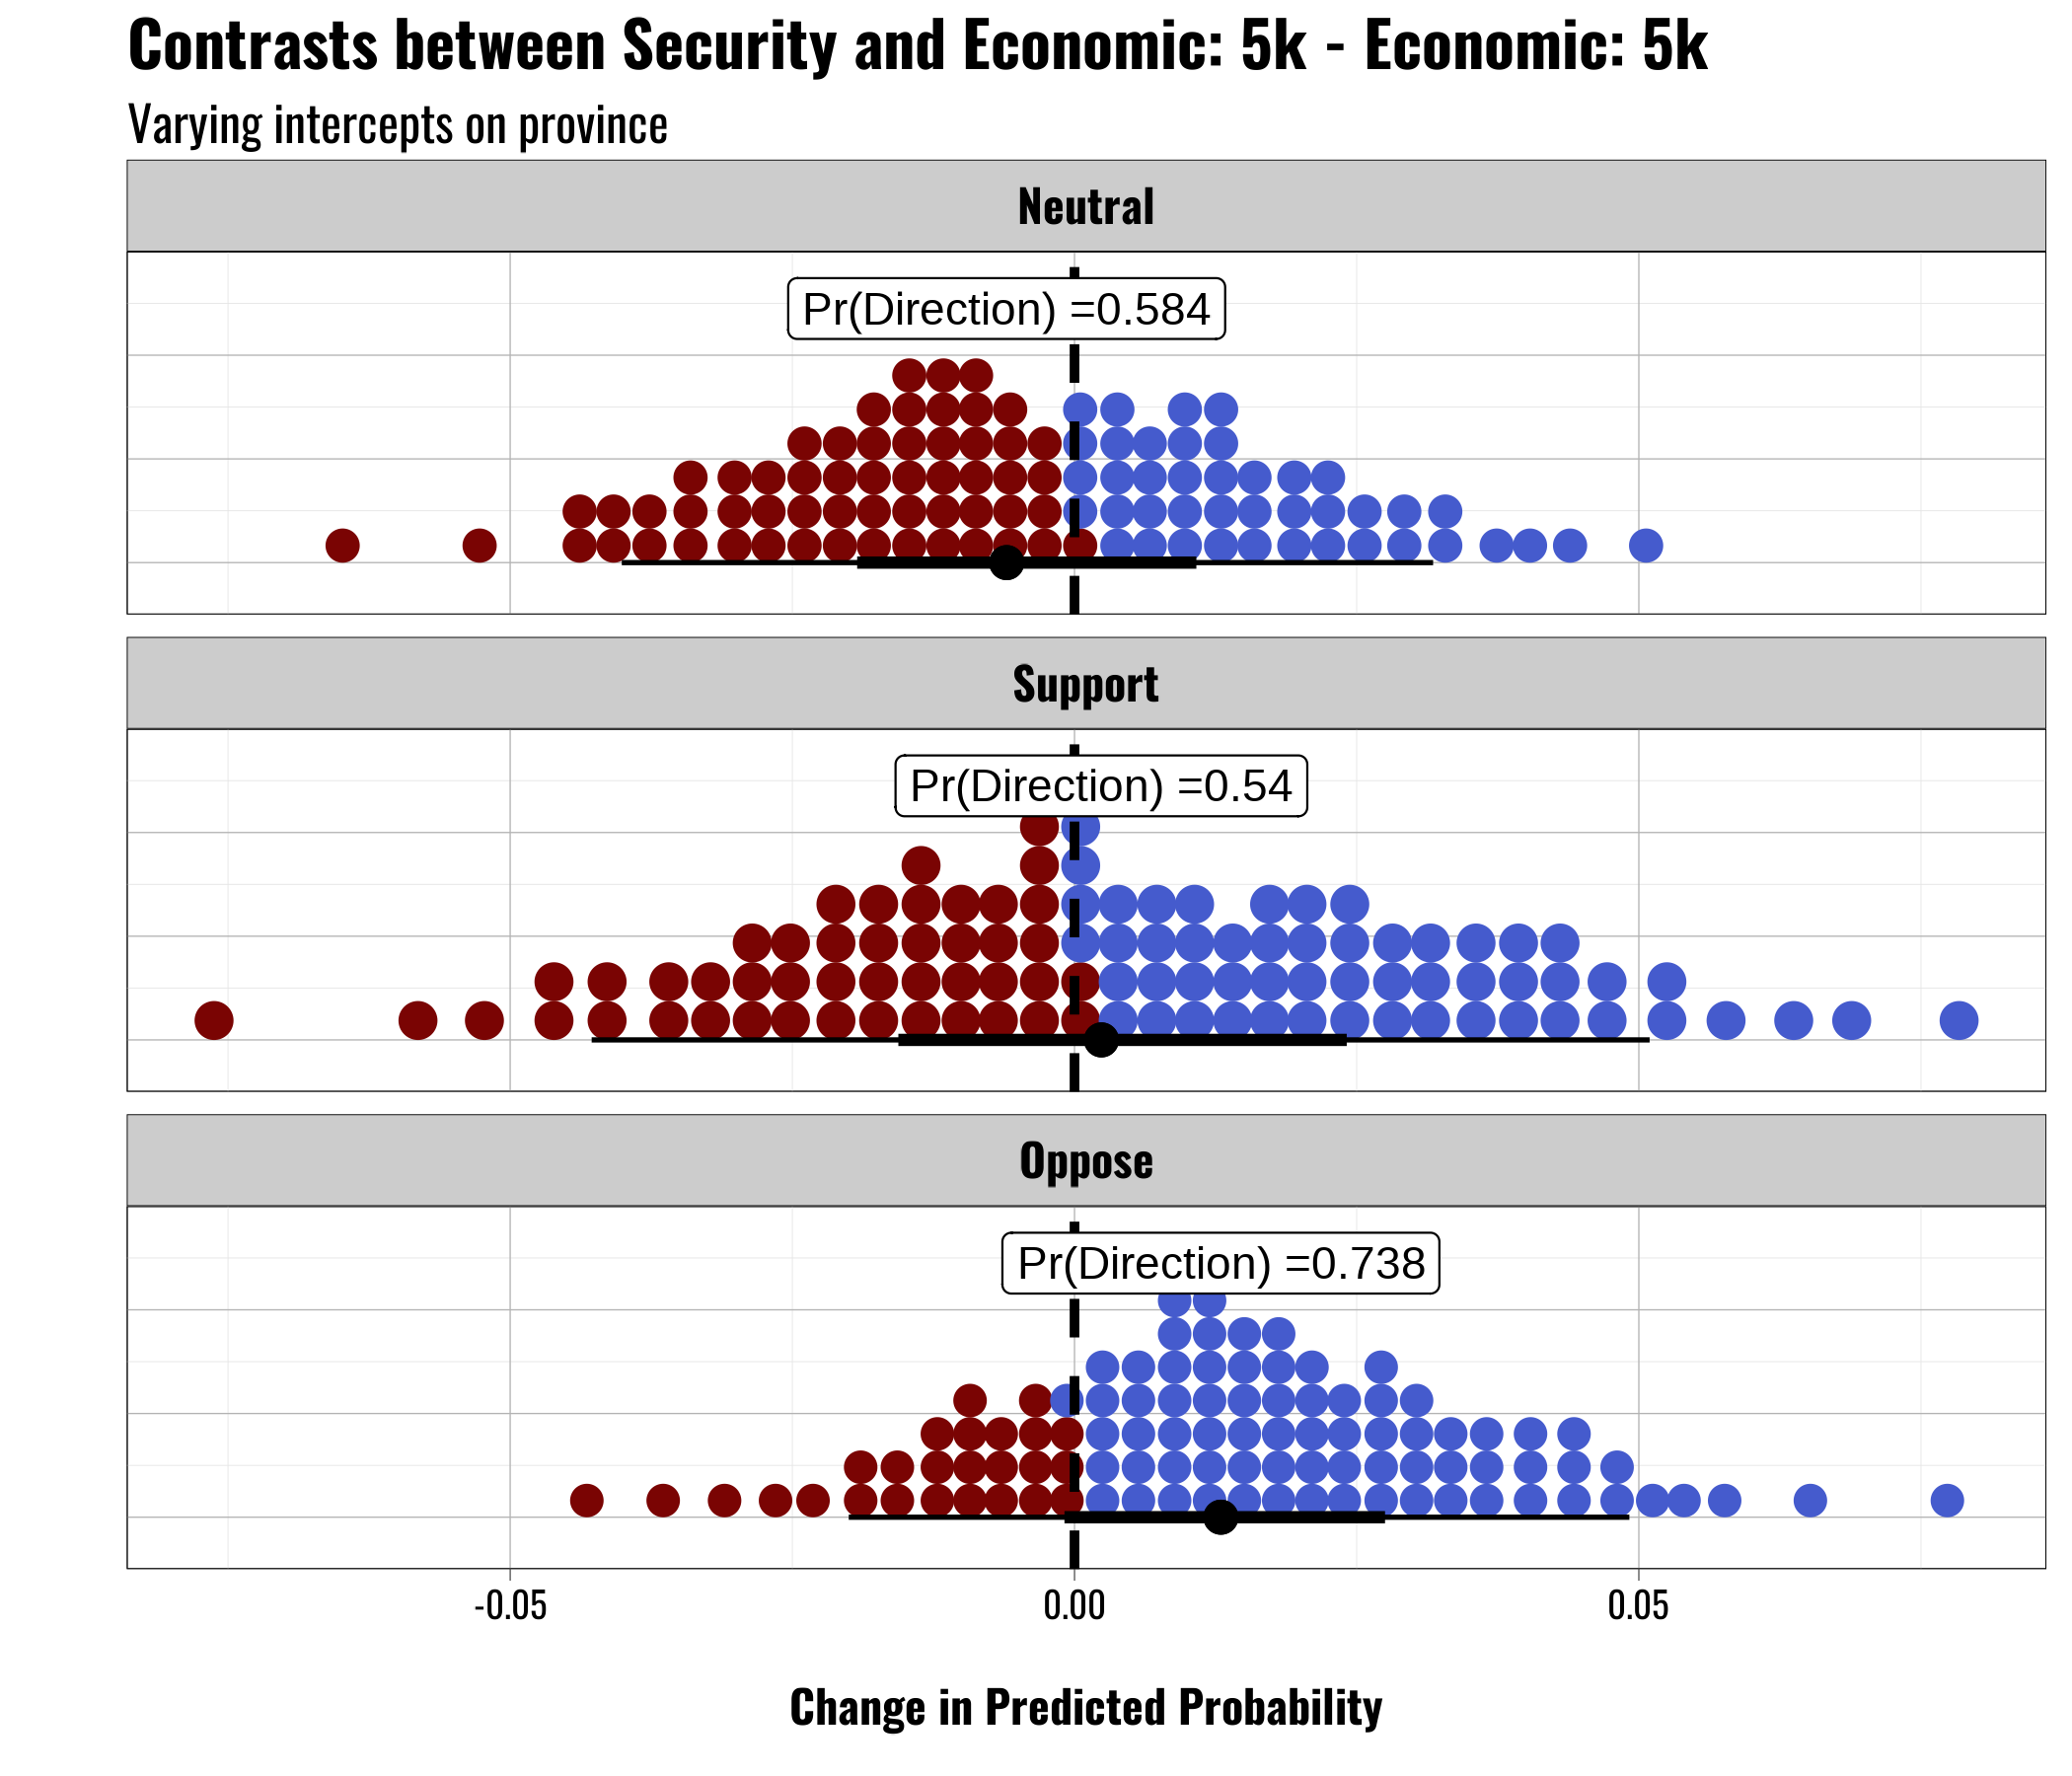 Contrasts between Security and Economic: 5k - Economic: 5k
Varying intercepts on province
Neutral
Pr(Direction) =0.584
Support
Pr(Direction) =0.54
Oppose
Pr(Direction) =0.738
-0.05 0.00 0.05
Change in Predicted Probability